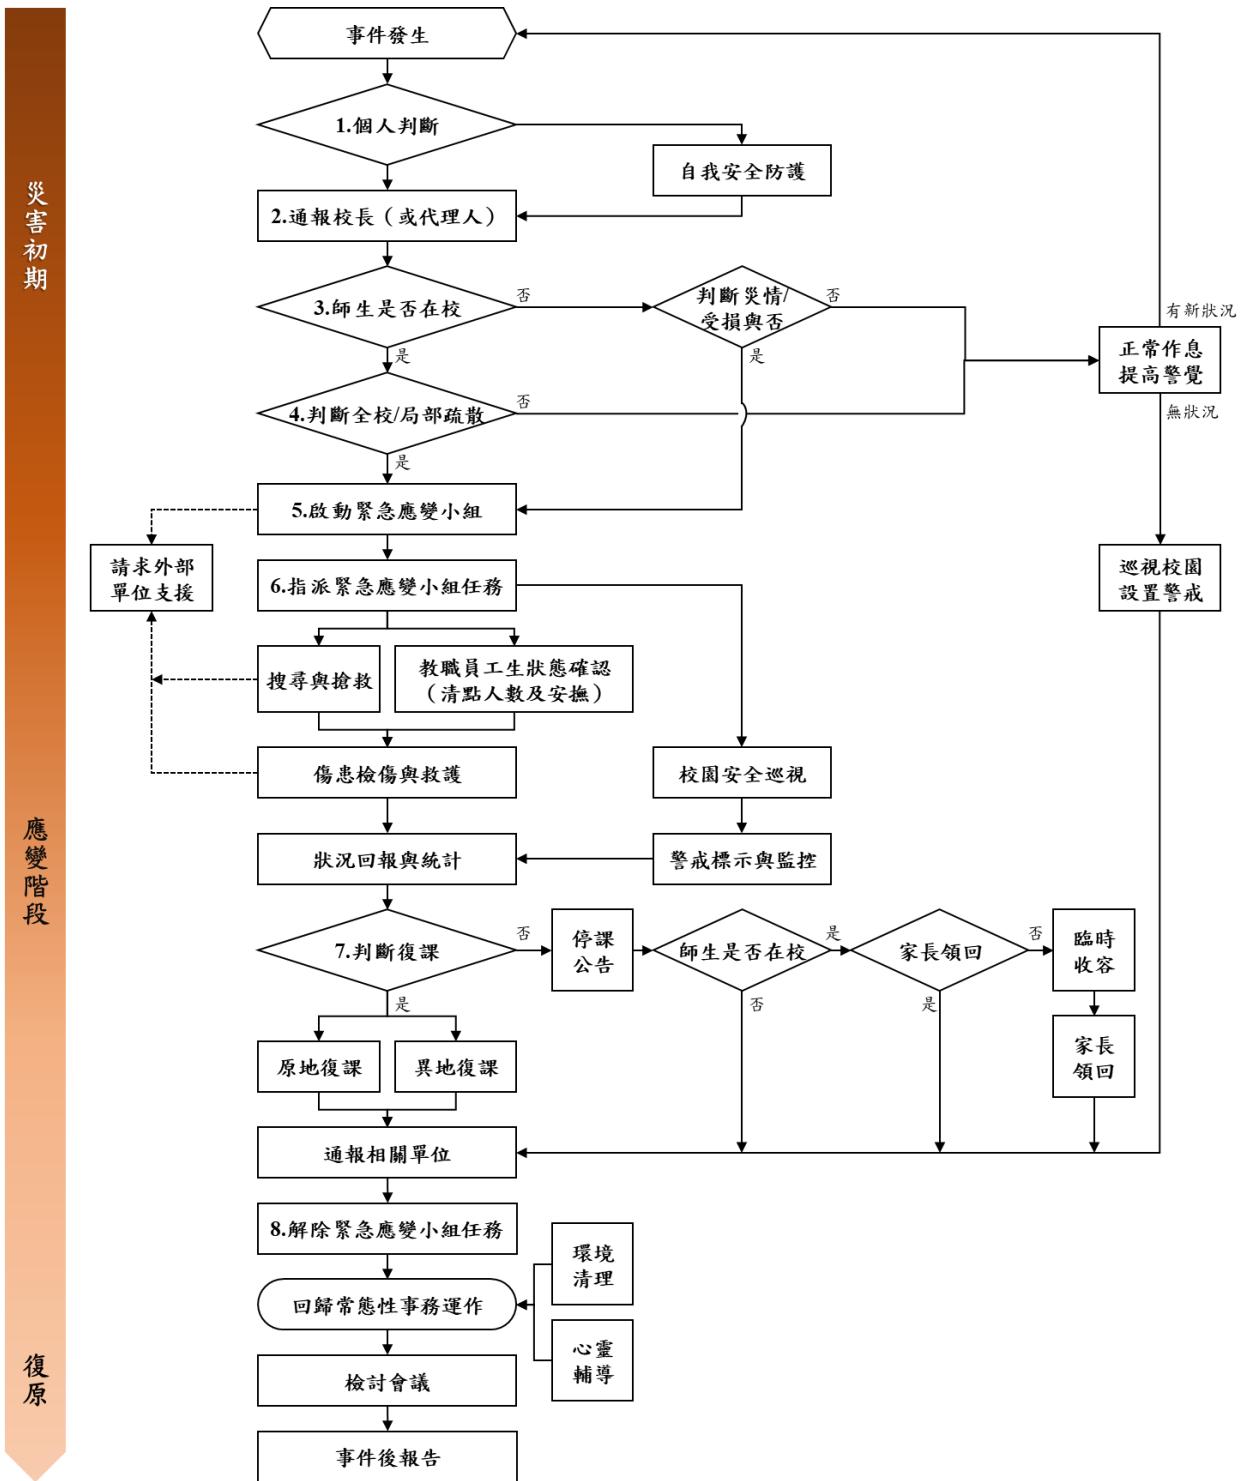 災害初期
應變階段
復原
事件發生
1.個人判斷
自我安全防護
2.通報校長（或代理人）
3.師生是否在校
否
是
判斷災情/
受損與否
否
是
有新狀況
正常作息
提高警覺
無狀況
4.判斷全校/局部疏散
否
是
5.啟動緊急應變小組
請求外部
單位支援
6.指派緊急應變小組任務
巡視校園
設置警戒
搜尋與搶救
教職員工生狀態確認
（清點人數及安撫）
傷患檢傷與救護
校園安全巡視
狀況回報與統計
警戒標示與監控
7.判斷復課
否
是
停課
公告
師生是否在校
是
否
家長領回
否
是
臨時
收容
家長
領回
原地復課
異地復課
通報相關單位
8.解除緊急應變小組任務
環境
清理
回歸常態性事務運作
心靈
輔導
檢討會議
事件後報告